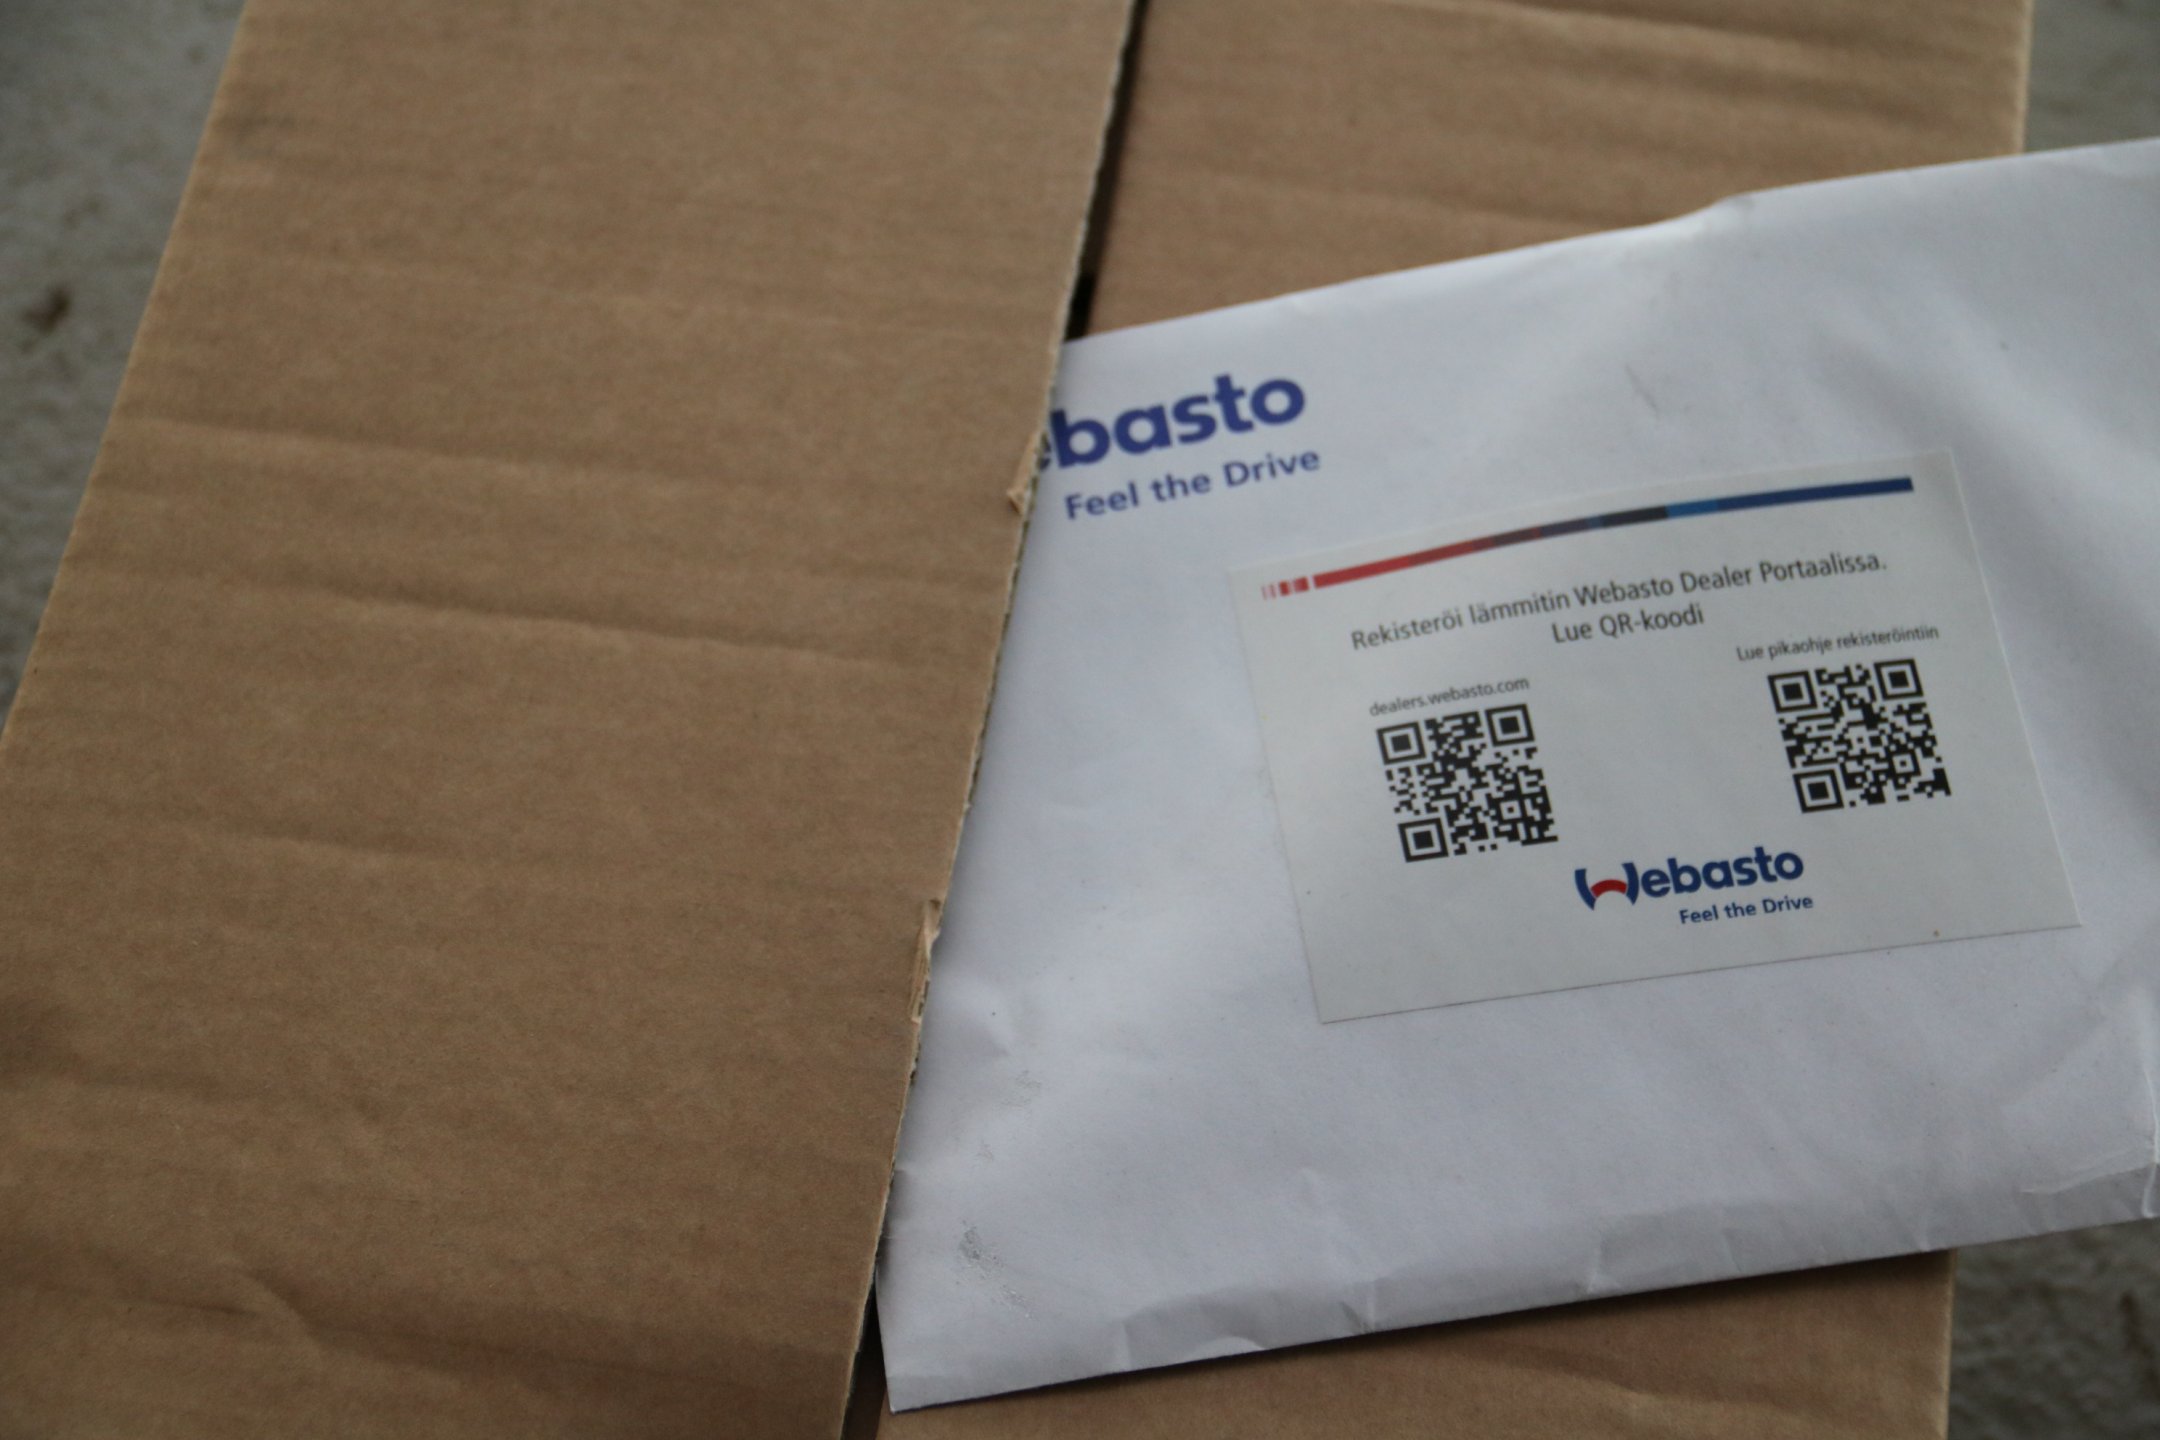 ebasto
Feel the Drive
Rekisteröi lämmitin Webasto Dealer Portaalissa.
Lue QR-koodi
Lue pikaohje rekisteröintiin
dealers.webasto.com
Webasto
Feel the Drive